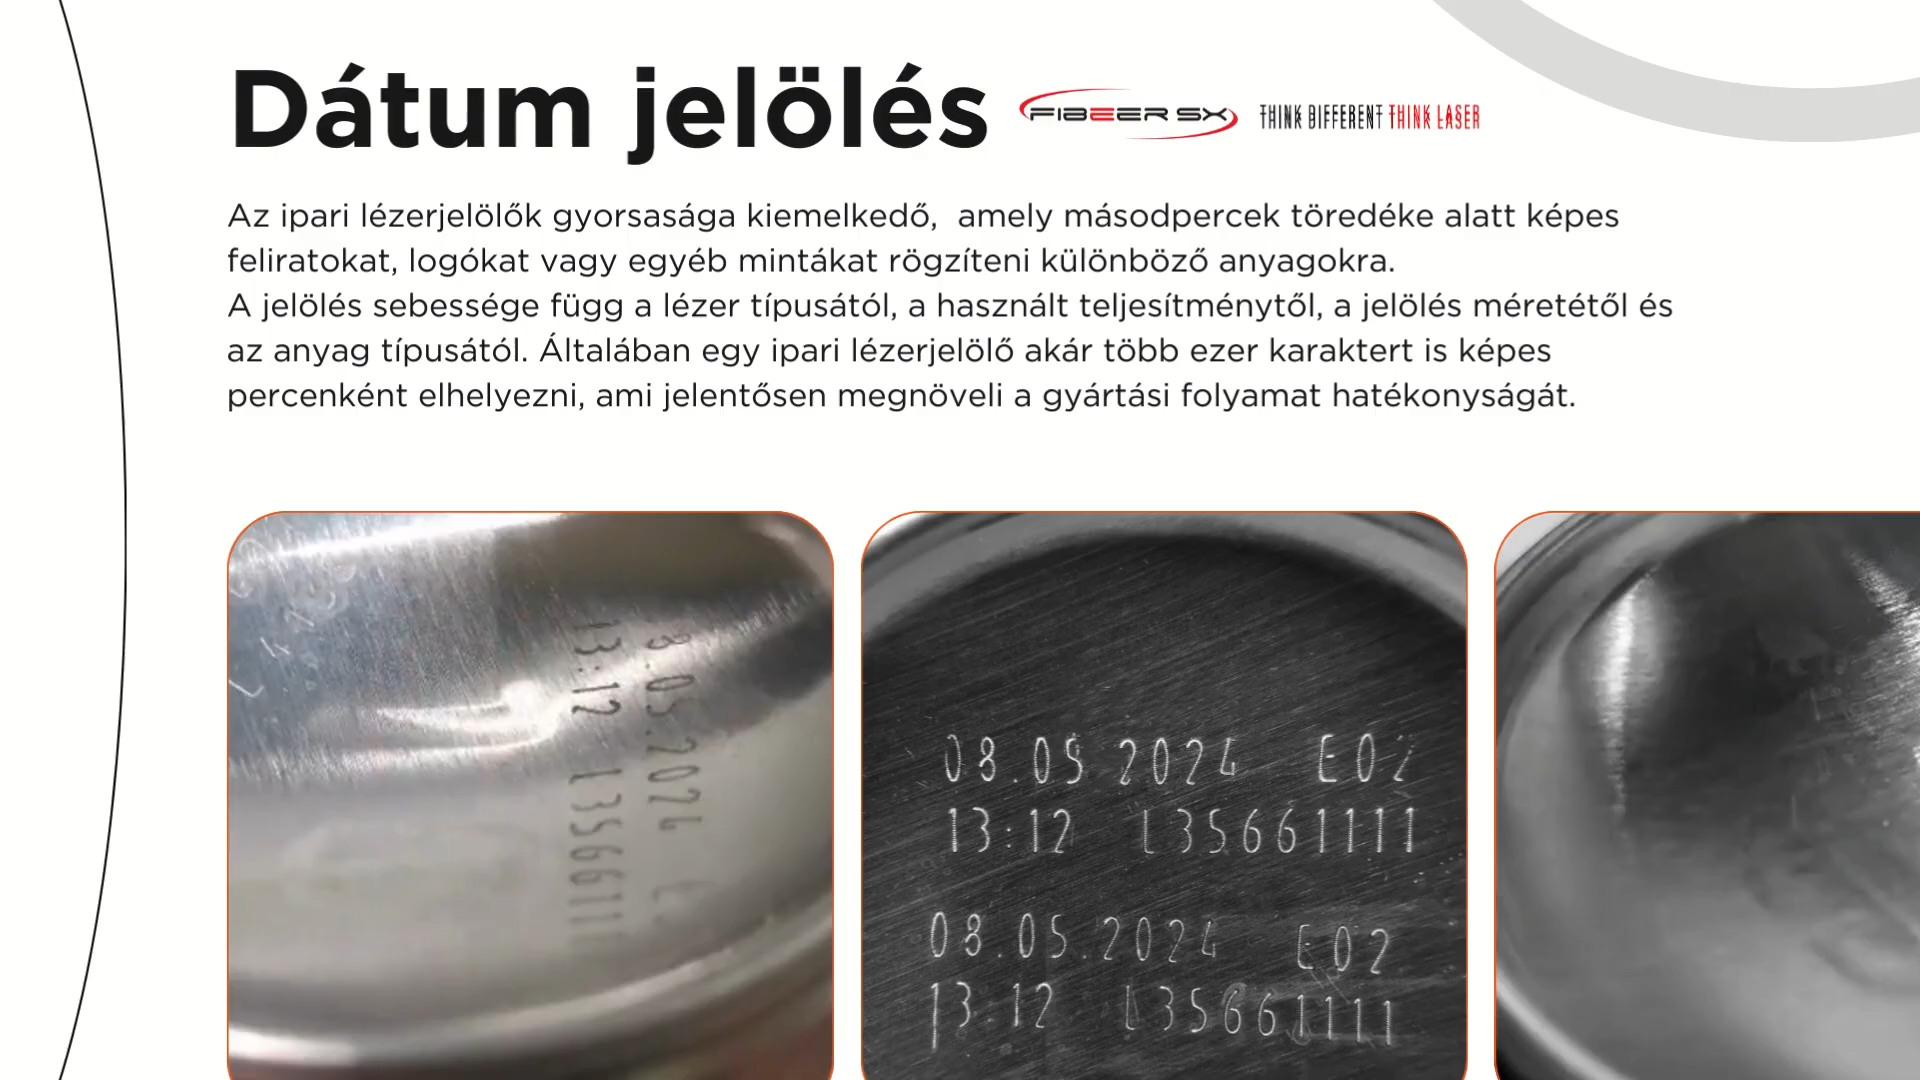 Dátum jelölés
FIBEER SX
THINK DIFFERENT THINK LASER
Az ipari lézerjelölők gyorsasága kiemelkedő,  amely másodpercek töredéke alatt képes
feliratokat, logókat vagy egyéb mintákat rögzíteni különböző anyagokra.
A jelölés sebessége függ a lézer típusától, a használt teljesítménytől, a jelölés méretétől és
az anyag típusától. Általában egy ipari lézerjelölő akár több ezer karaktert is képes
percenként elhelyezni, ami jelentősen megnöveli a gyártási folyamat hatékonyságát.
8.05.2024 E
13:12 L3566111
08.05 2024 E02
13:12 L35661111
08.05.2024 E02
13:12 L35661111